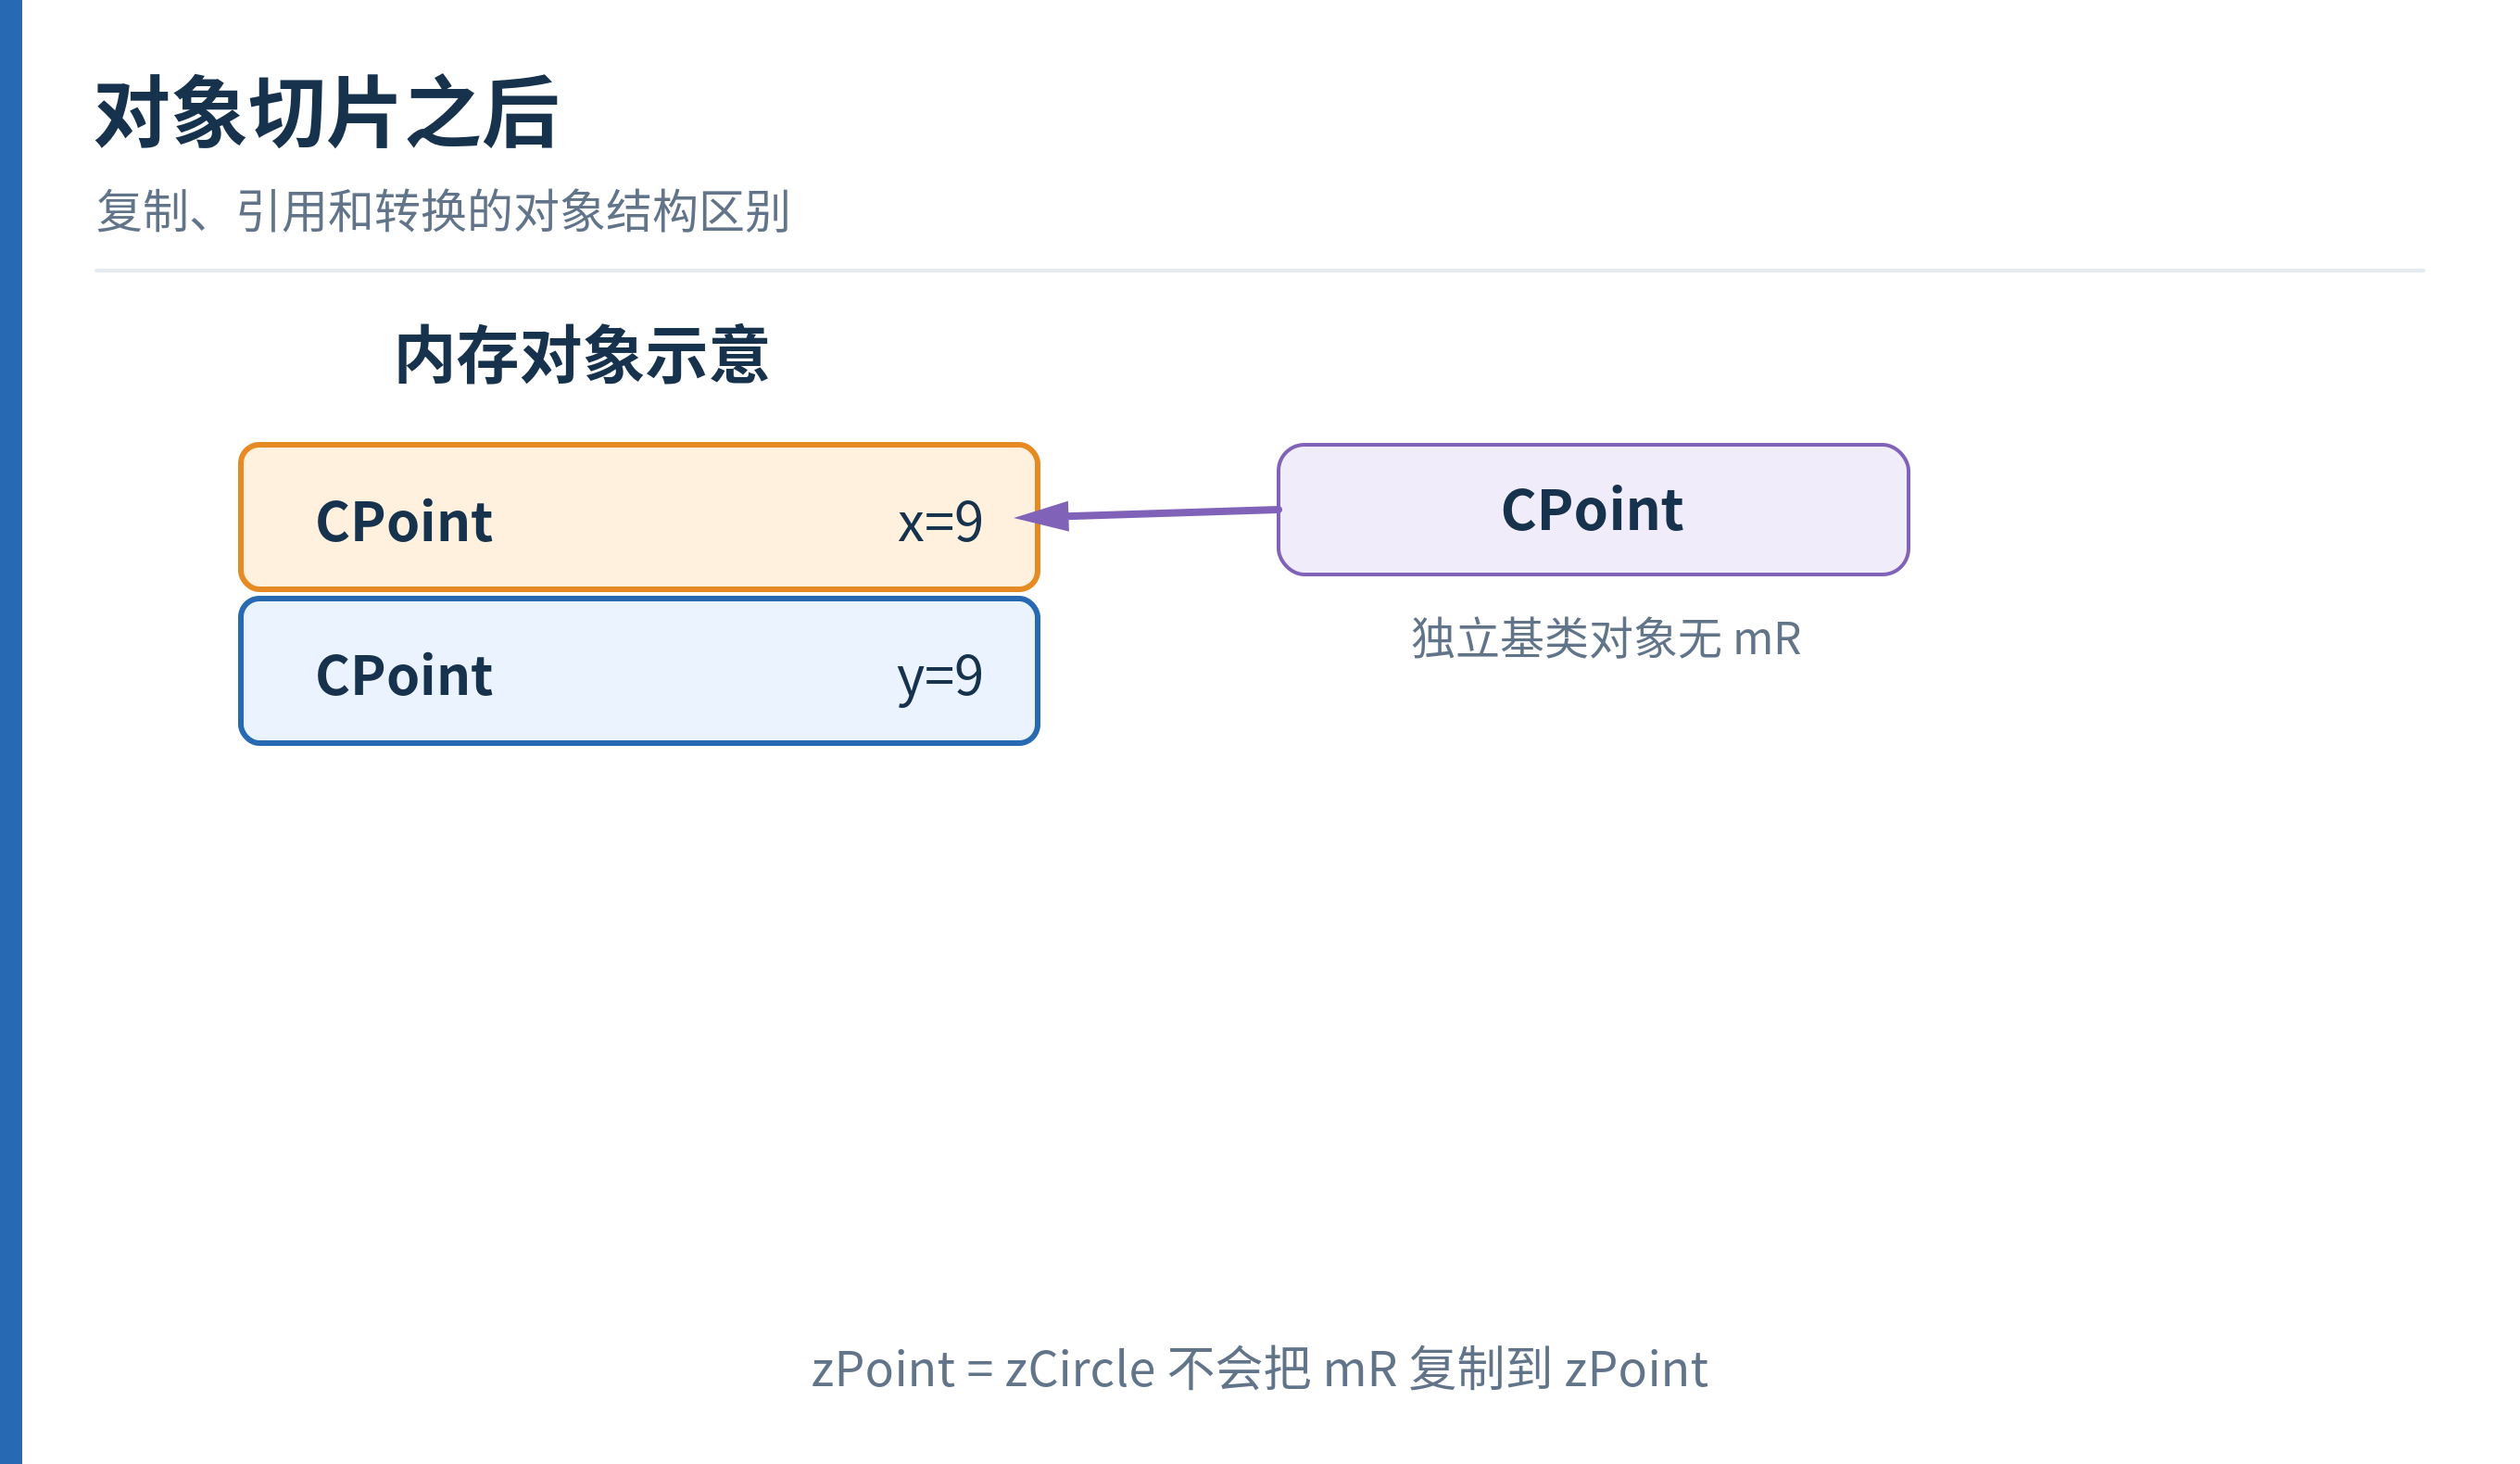 对象切片之后
复制、引用和转换的对象结构区别
内存对象示意
CPoint x=9
CPoint
CPoint y=9
独立基类对象无 mR
zPoint = zCircle 不会把 mR 复制到 zPoint